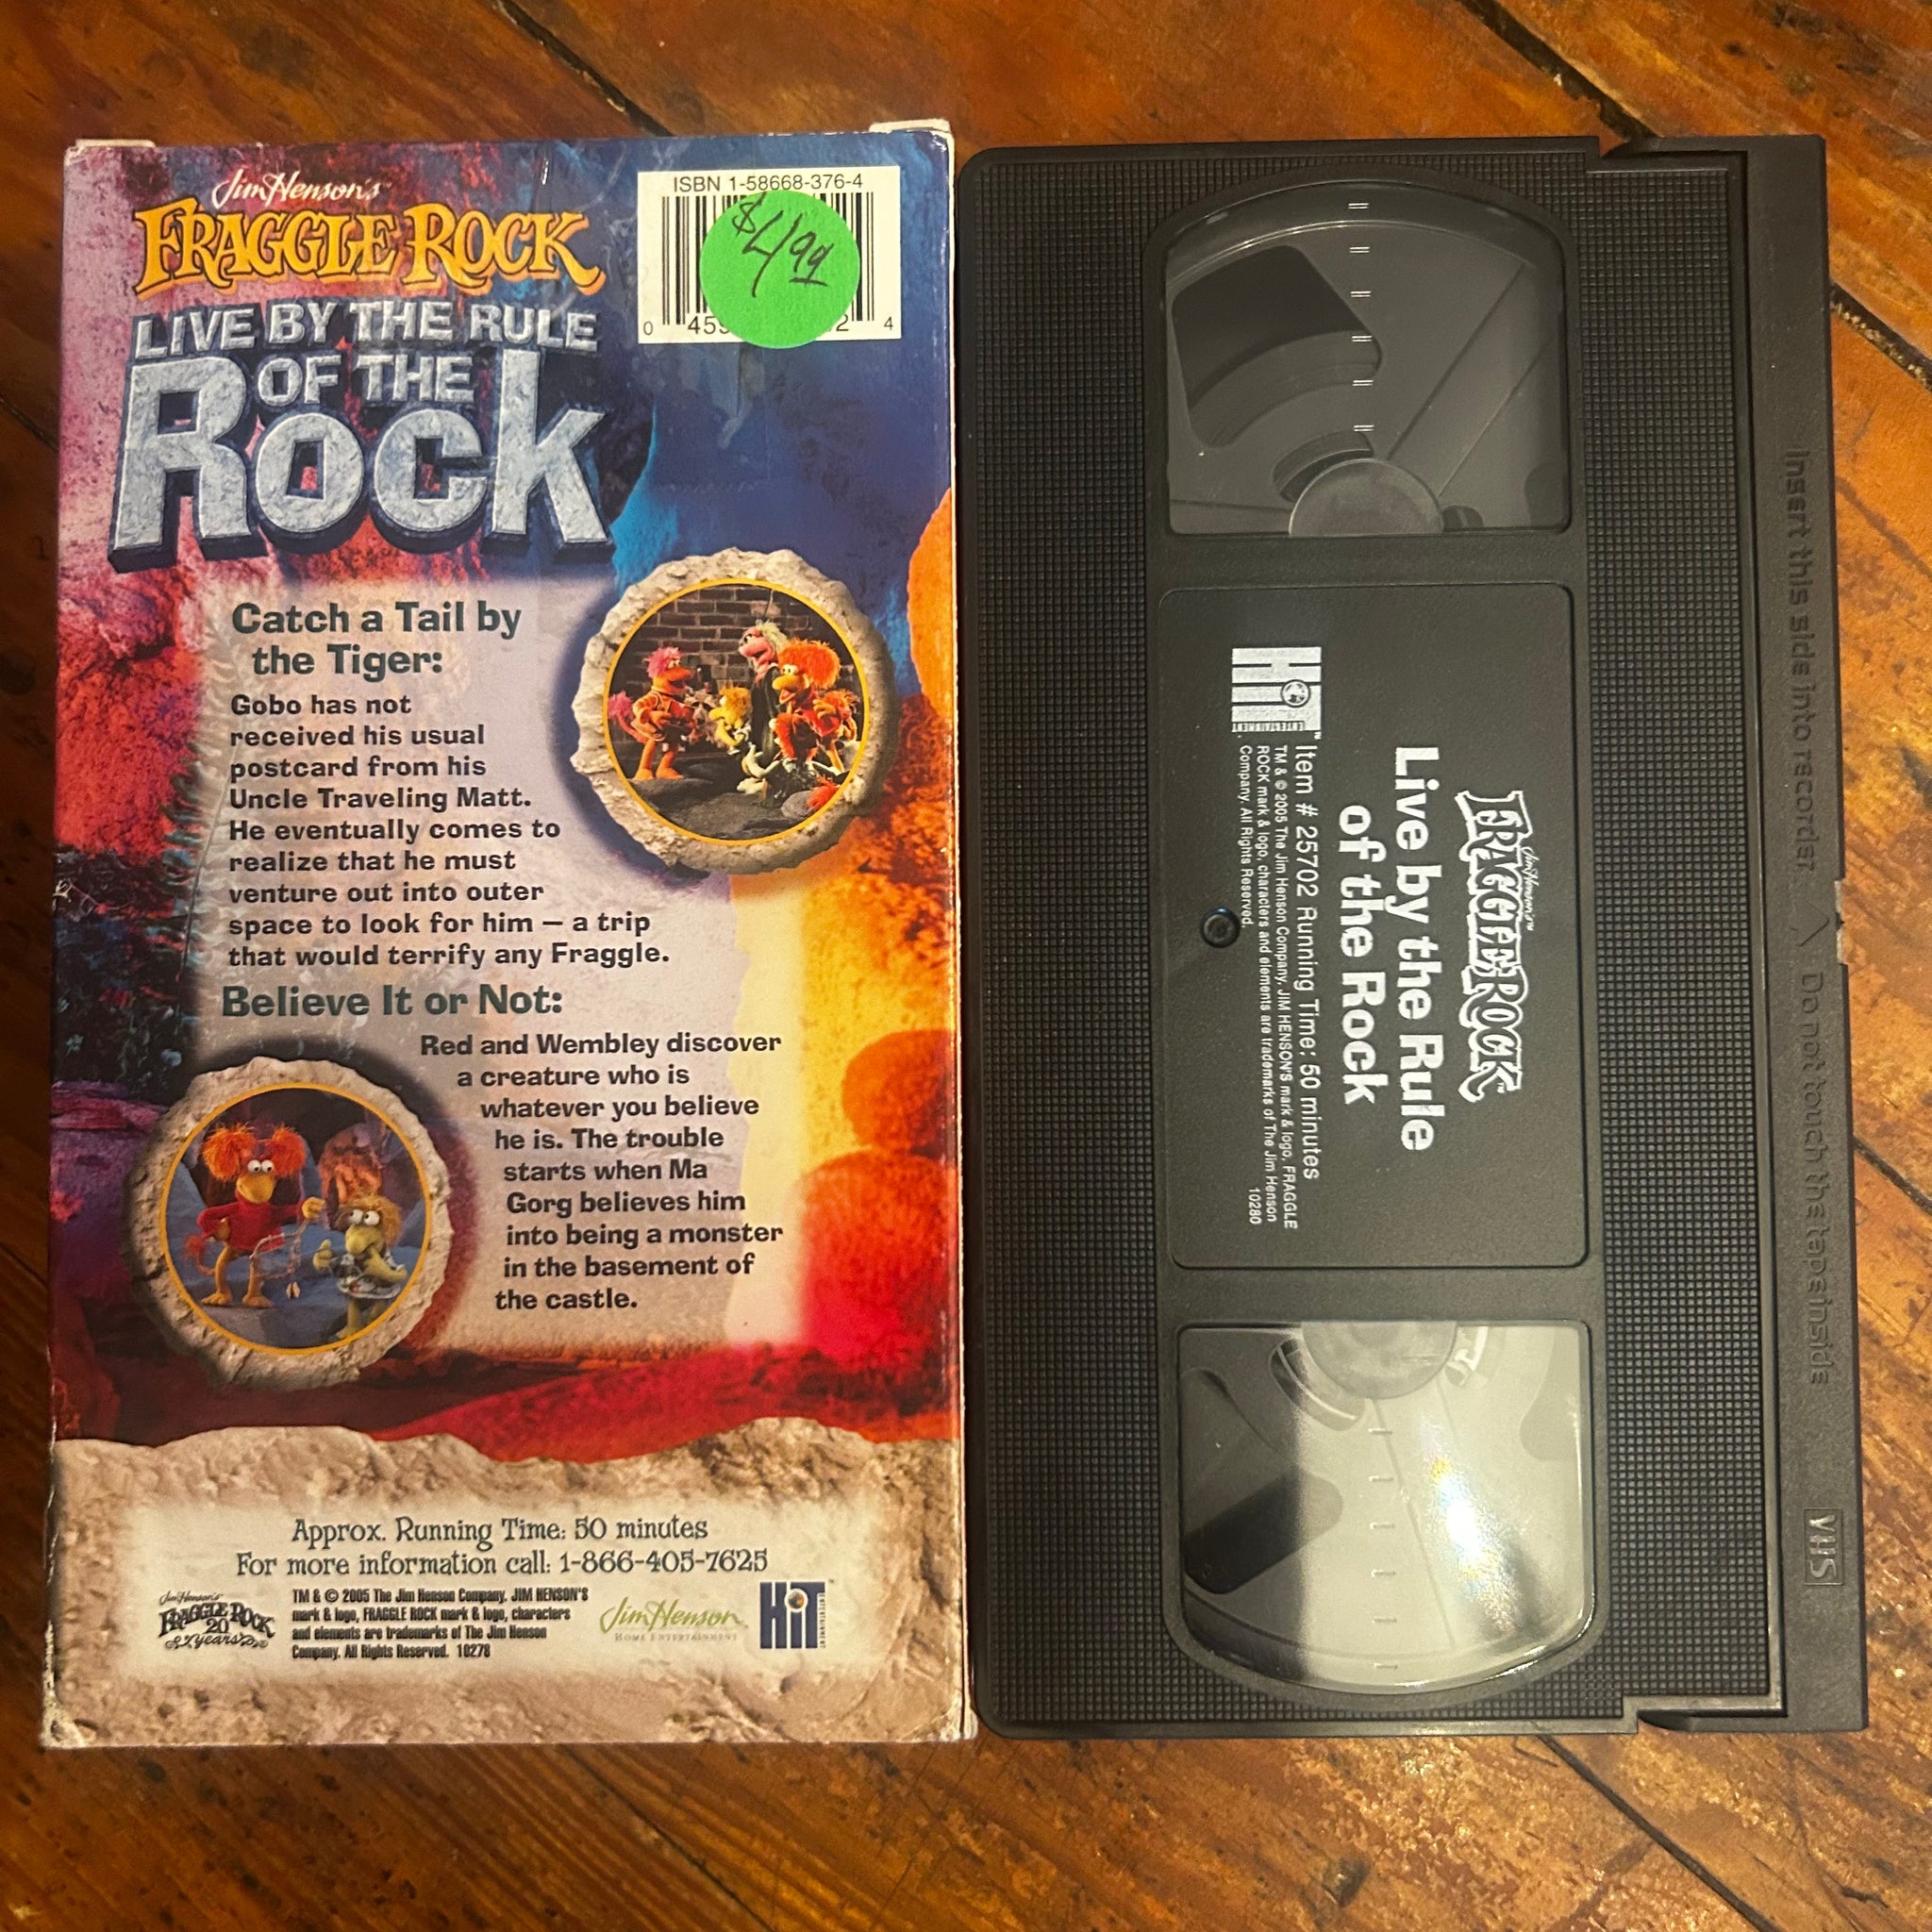 Jim Henson's
FRAGGLE ROCK
LIVE BY THE RULE
OF THE
ROCK
ISBN 1-58668-376-4
$4.99
0 45 2 4
Catch a Tail by
the Tiger:
Gobo has not
received his usual
postcard from his
Uncle Traveling Matt.
He eventually comes to
realize that he must
venture out into outer
space to look for him — a trip
that would terrify any Fraggle.
Believe It or Not:
Red and Wembley discover
a creature who is
whatever you believe
he is. The trouble
starts when Ma
Gorg believes him
into being a monster
in the basement of
the castle.
Approx. Running Time: 50 minutes
For more information call: 1-866-405-7625
Jim Henson's
FRAGGLE ROCK
20
years
TM & © 2005 The Jim Henson Company. JIM HENSON'S
mark & logo, FRAGGLE ROCK mark & logo, characters
and elements are trademarks of The Jim Henson
Company. All Rights Reserved. 10278
Jim Henson
HOME ENTERTAINMENT
HiT
ENTERTAINMENT
Jim Henson's™
FRAGGLE ROCK™
Live by the Rule
of the Rock
HiT™
ENTERTAINMENT
Item # 25702 Running Time: 50 minutes
TM & © 2005 The Jim Henson Company. JIM HENSON'S mark & logo, FRAGGLE
ROCK mark & logo, characters and elements are trademarks of The Jim Henson
Company. All Rights Reserved. 10280
Insert this side into recorder △ Do not touch the tape inside
VHS